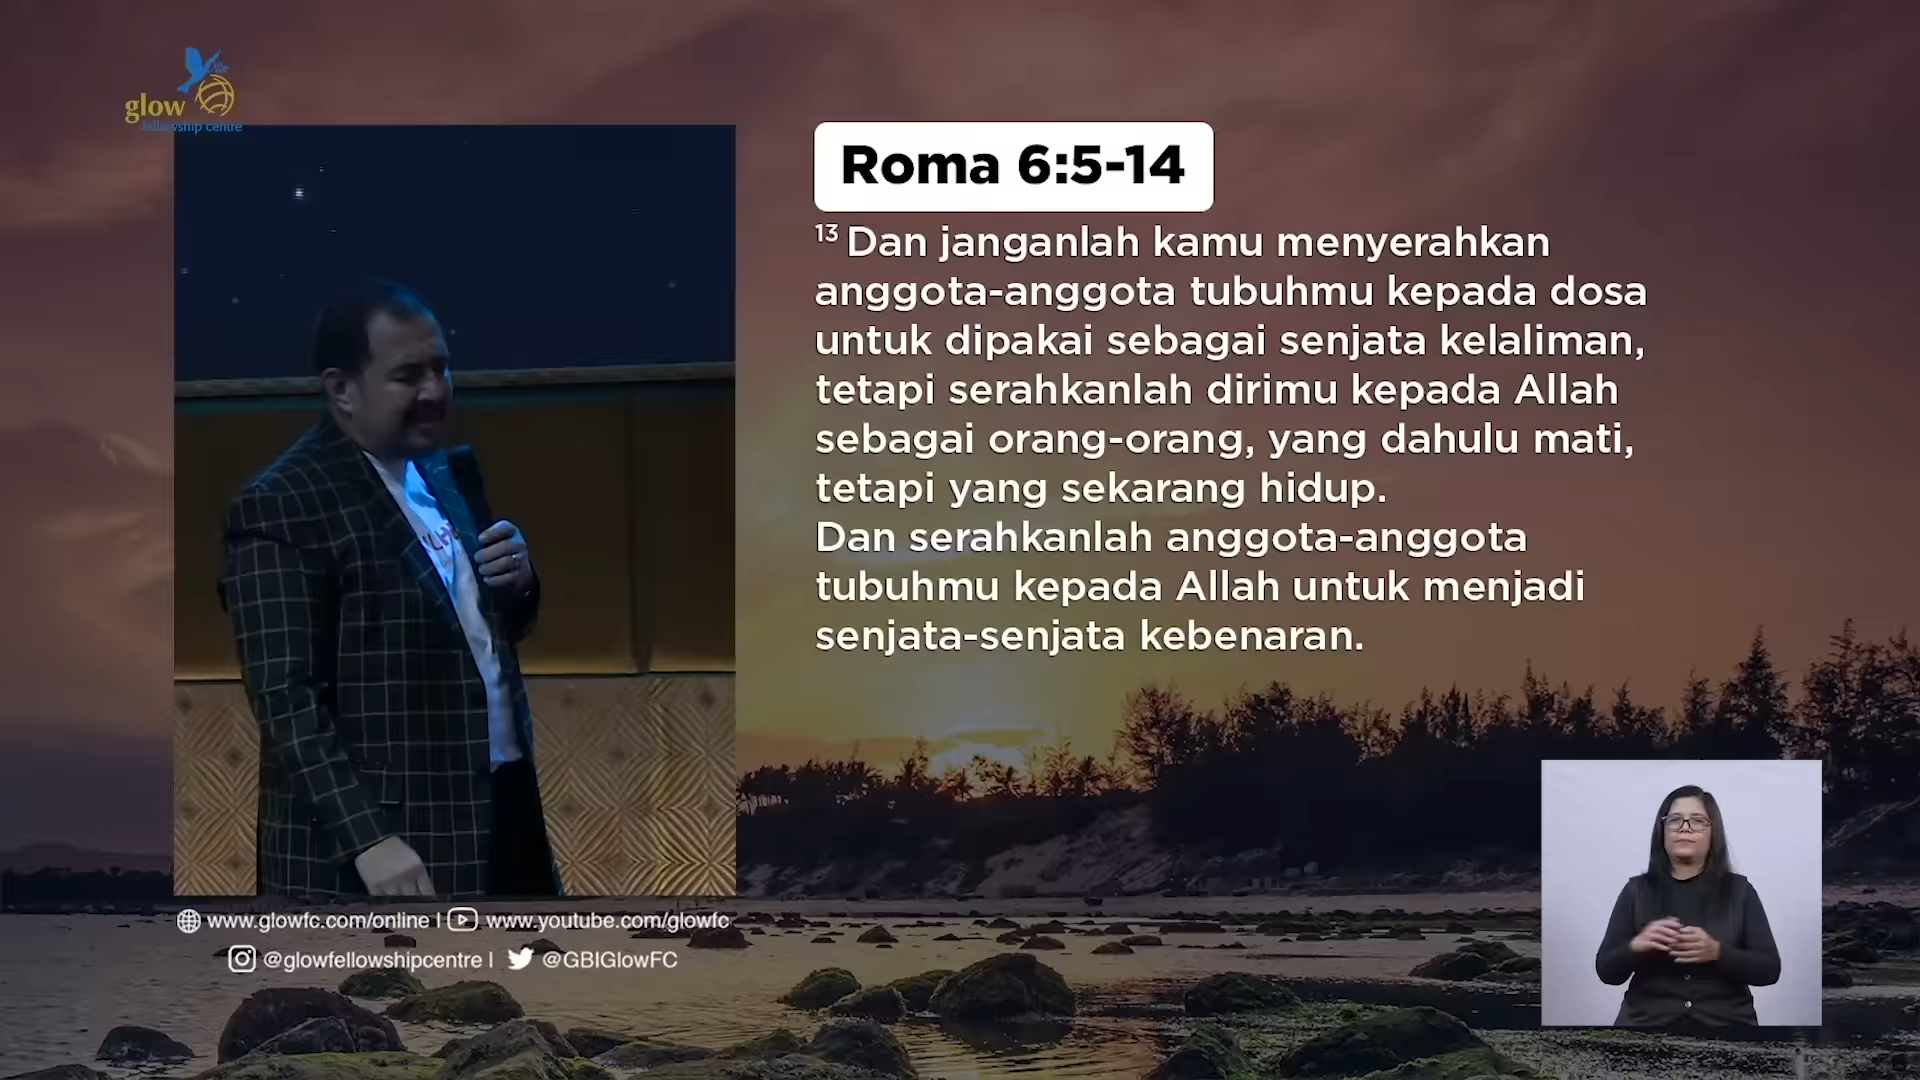 glow
fellowship centre
Roma 6:5-14
13 Dan janganlah kamu menyerahkan
anggota-anggota tubuhmu kepada dosa
untuk dipakai sebagai senjata kelaliman,
tetapi serahkanlah dirimu kepada Allah
sebagai orang-orang, yang dahulu mati,
tetapi yang sekarang hidup.
Dan serahkanlah anggota-anggota
tubuhmu kepada Allah untuk menjadi
senjata-senjata kebenaran.
www.glowfc.com/online | www.youtube.com/glowfc
@glowfellowshipcentre | @GBIGlowFC